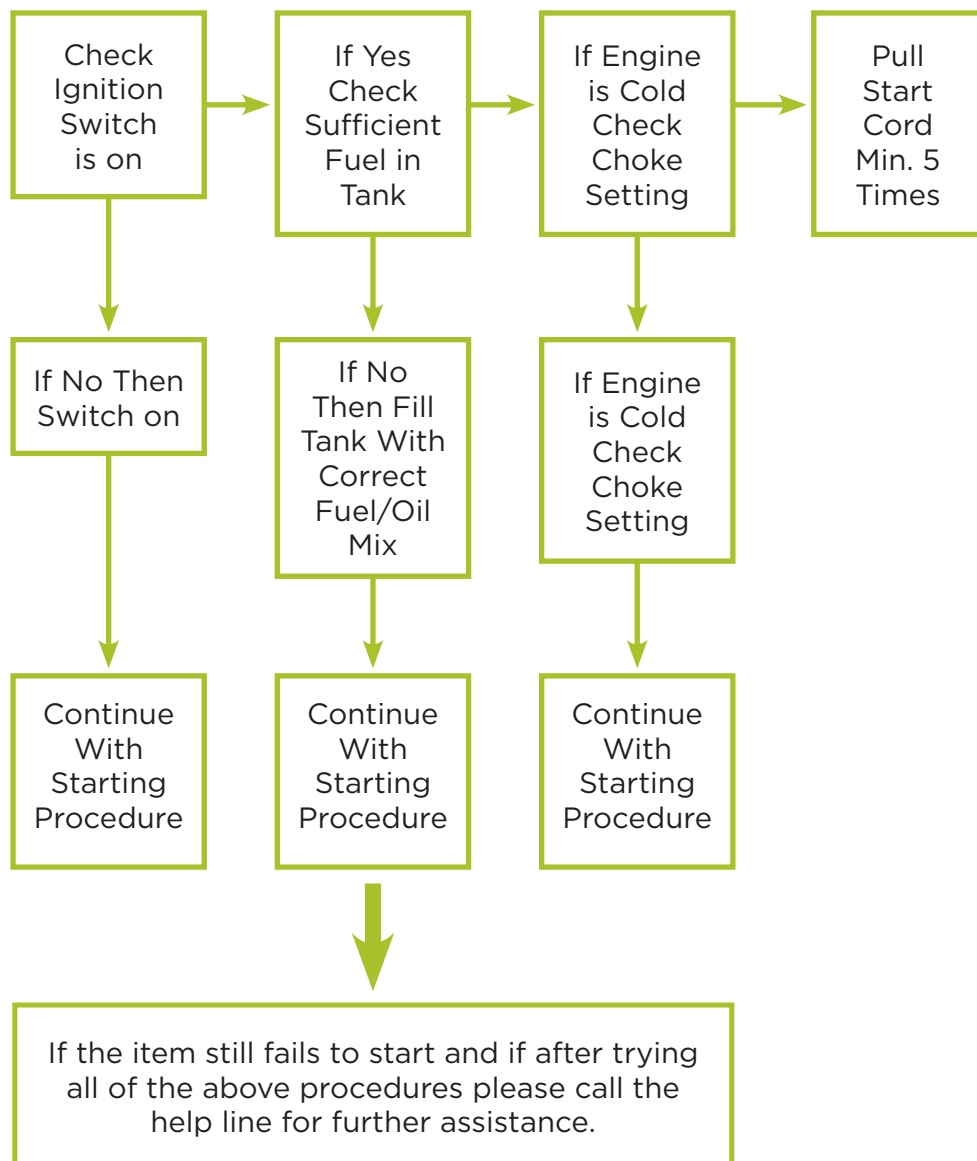 Check
Ignition
Switch
is on
If Yes
Check
Sufficient
Fuel in
Tank
If Engine
is Cold
Check
Choke
Setting
Pull
Start
Cord
Min. 5
Times
If No Then
Switch on
If No
Then Fill
Tank With
Correct
Fuel/Oil
Mix
If Engine
is Cold
Check
Choke
Setting
Continue
With
Starting
Procedure
Continue
With
Starting
Procedure
Continue
With
Starting
Procedure
If the item still fails to start and if after trying
all of the above procedures please call the
help line for further assistance.